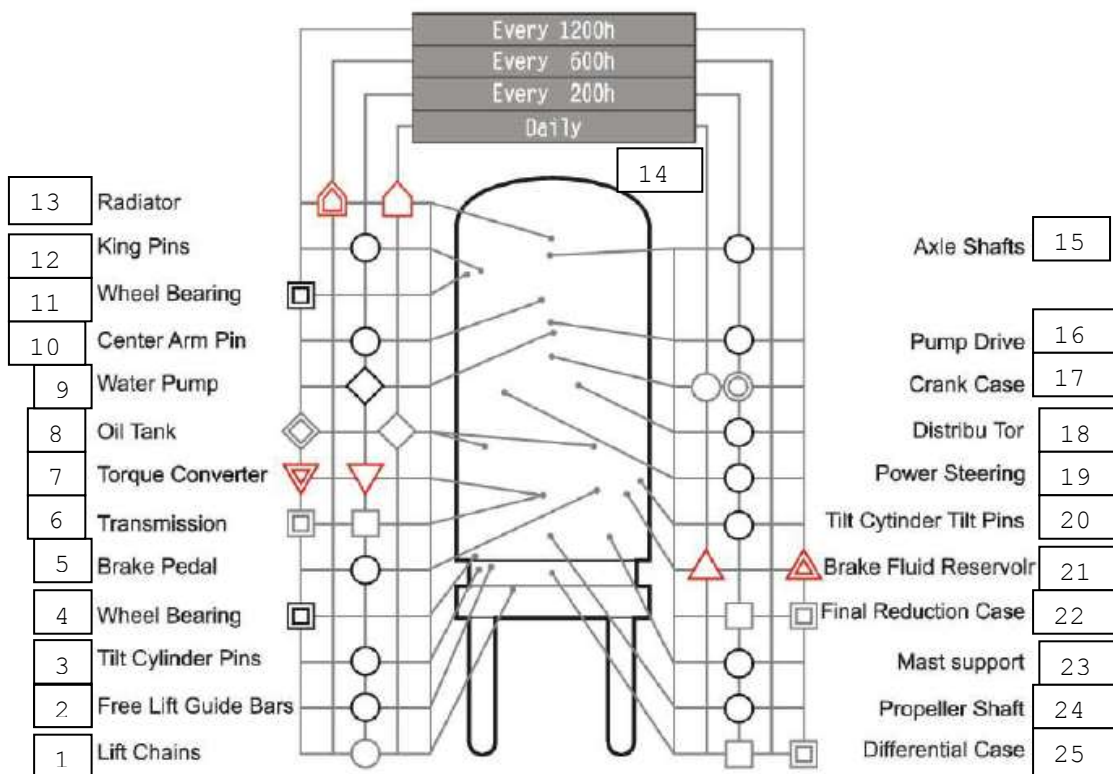 Every 1200h
Every 600h
Every 200h
Daily
14
13 Radiator
12 King Pins
11 Wheel Bearing
10 Center Arm Pin
9 Water Pump
8 Oil Tank
7 Torque Converter
6 Transmission
5 Brake Pedal
4 Wheel Bearing
3 Tilt Cylinder Pins
2 Free Lift Guide Bars
1 Lift Chains
Axle Shafts 15
Pump Drive 16
Crank Case 17
Distribu Tor 18
Power Steering 19
Tilt Cytinder Tilt Pins 20
Brake Fluid Reservolr 21
Final Reduction Case 22
Mast support 23
Propeller Shaft 24
Differential Case 25